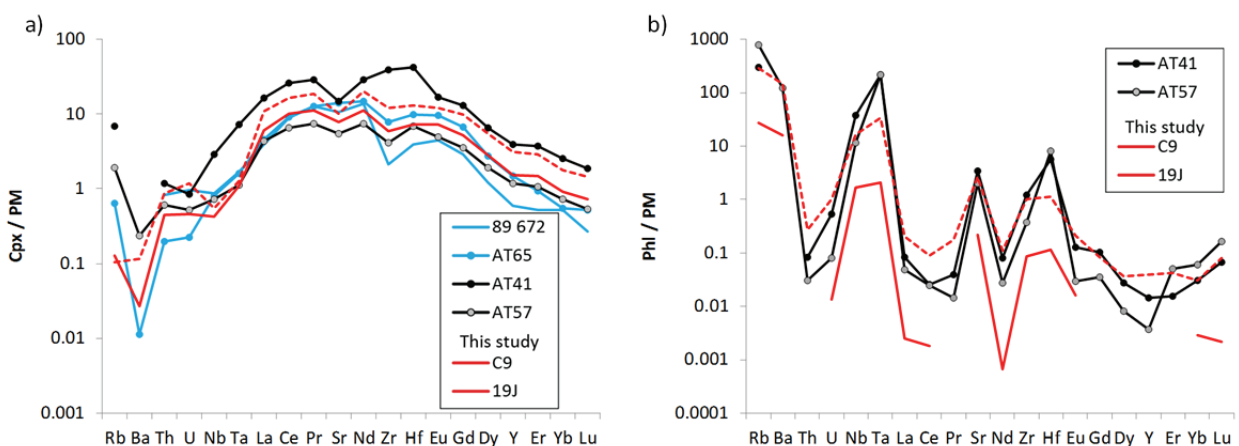 a)
100
10
1
0.1
0.01
0.001
Cpx / PM
Rb Ba Th U Nb Ta La Ce Pr Sr Nd Zr Hf Eu Gd Dy Y Er Yb Lu
89 672
AT65
AT41
AT57
This study
C9
19J
b)
1000
100
10
1
0.1
0.01
0.001
0.0001
Phl / PM
Rb Ba Th U Nb Ta La Ce Pr Sr Nd Zr Hf Eu Gd Dy Y Er Yb Lu
AT41
AT57
This study
C9
19J